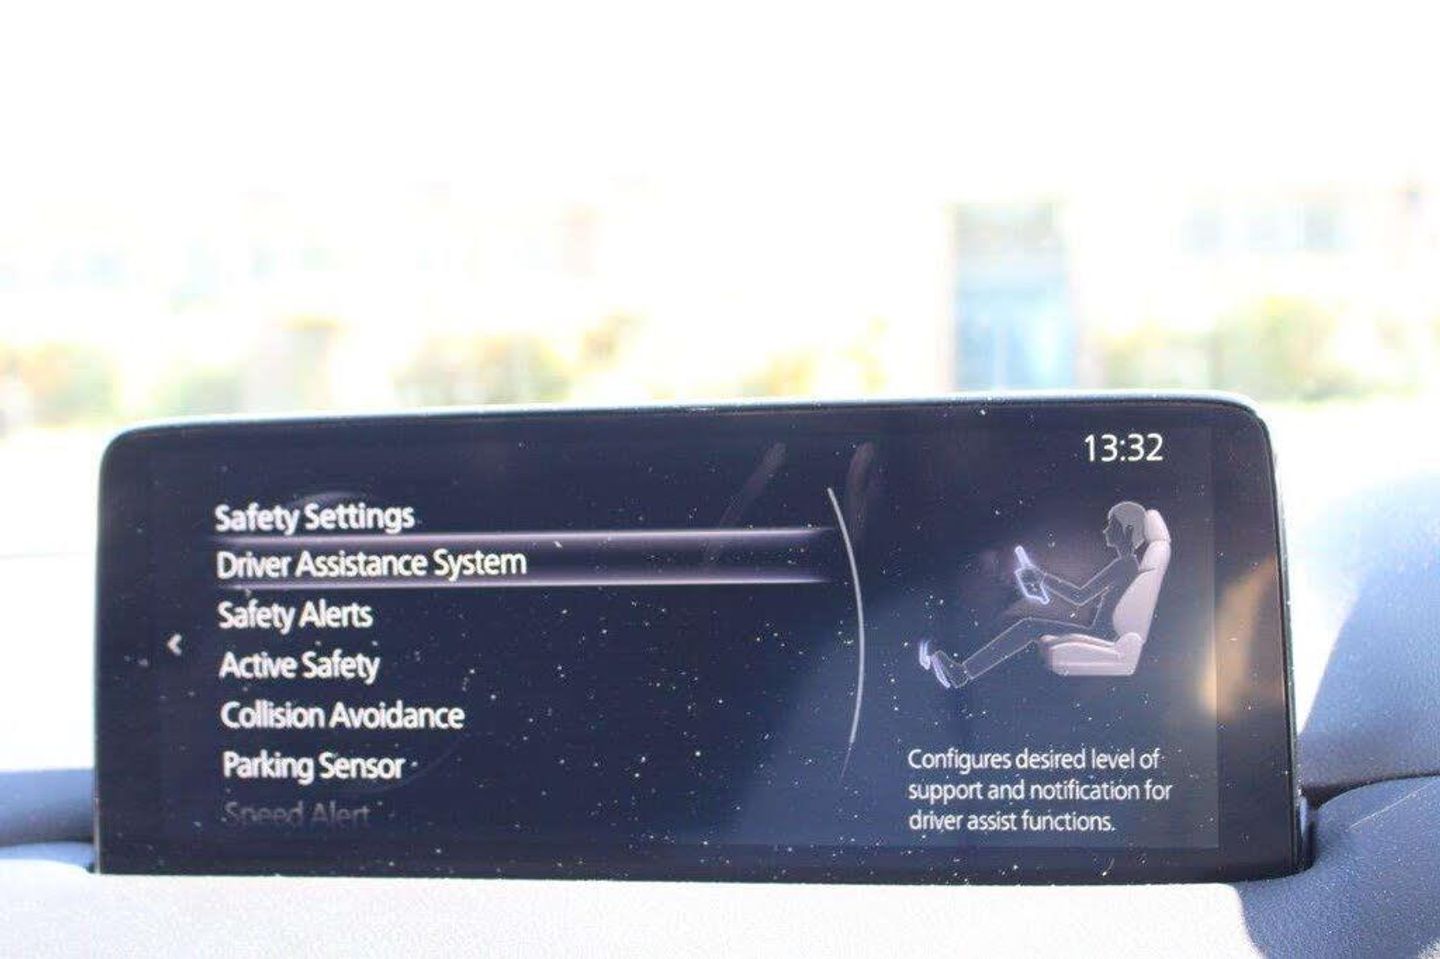 13:32
Safety Settings
Driver Assistance System
Safety Alerts
Active Safety
Collision Avoidance
Parking Sensor
Speed Alert
Configures desired level of
support and notification for
driver assist functions.